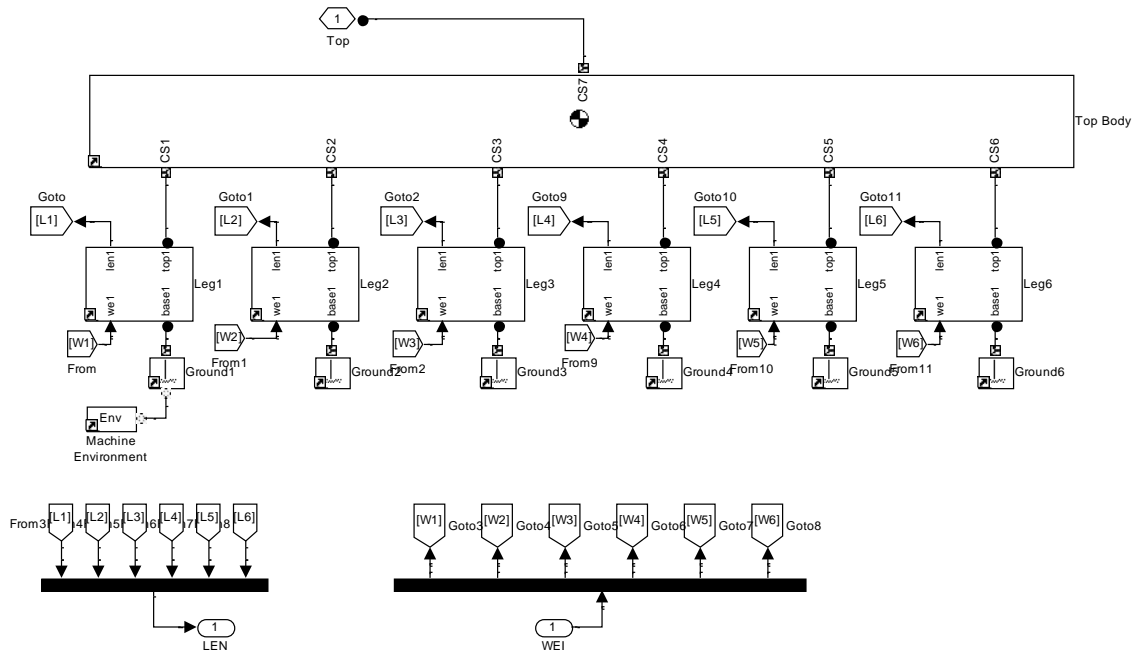 1
Top
CS7
Top Body
CS1 CS2 CS3 CS4 CS5 CS6
Goto Goto1 Goto2 Goto9 Goto10 Goto11
[L1] [L2] [L3] [L4] [L5] [L6]
len1 top1 len1 top1 len1 top1 len1 top1 len1 top1 len1 top1
Leg1 Leg2 Leg3 Leg4 Leg5 Leg6
we1 base1 we1 base1 we1 base1 we1 base1 we1 base1 we1 base1
[W1] [W2] [W3] [W4] [W5] [W6]
From From1 From2 From9 From10 From11
Ground1 Ground2 Ground3 Ground4 Ground5 Ground6
Env
Machine
Environment
[L1] [L2] [L3] [L4] [L5] [L6]
From3
[W1] [W2] [W3] [W4] [W5] [W6]
Goto3 Goto4 Goto5 Goto6 Goto7 Goto8
1
LEN
1
WEI